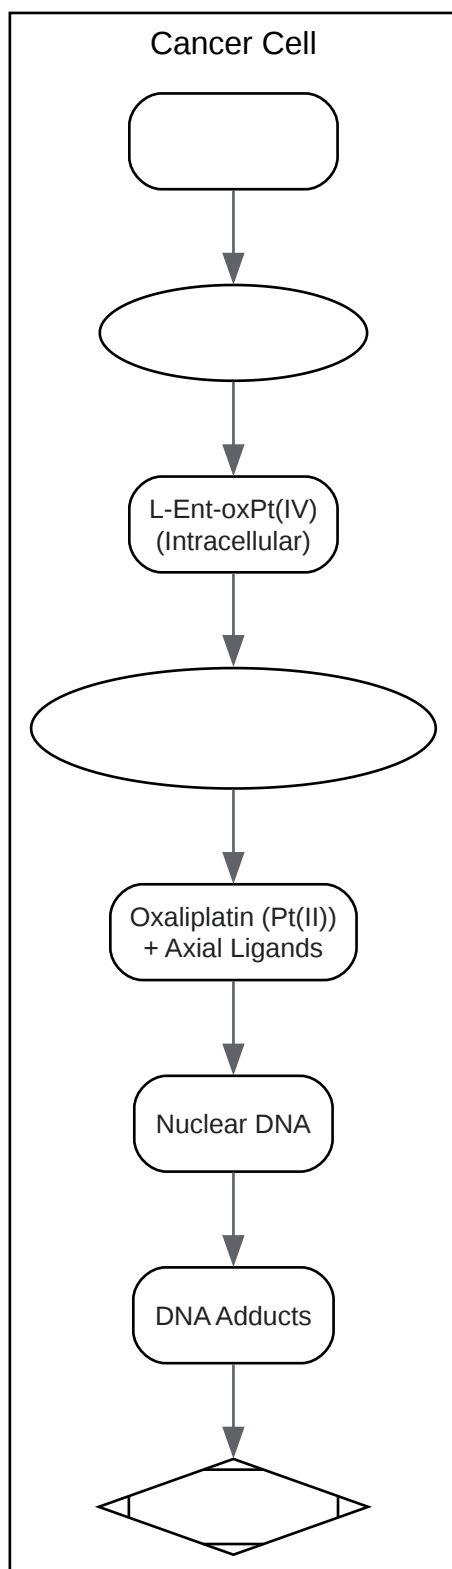 Cancer Cell
L-Ent-oxPt(IV)
(Intracellular)
Oxaliplatin (Pt(II))
+ Axial Ligands
Nuclear DNA
DNA Adducts